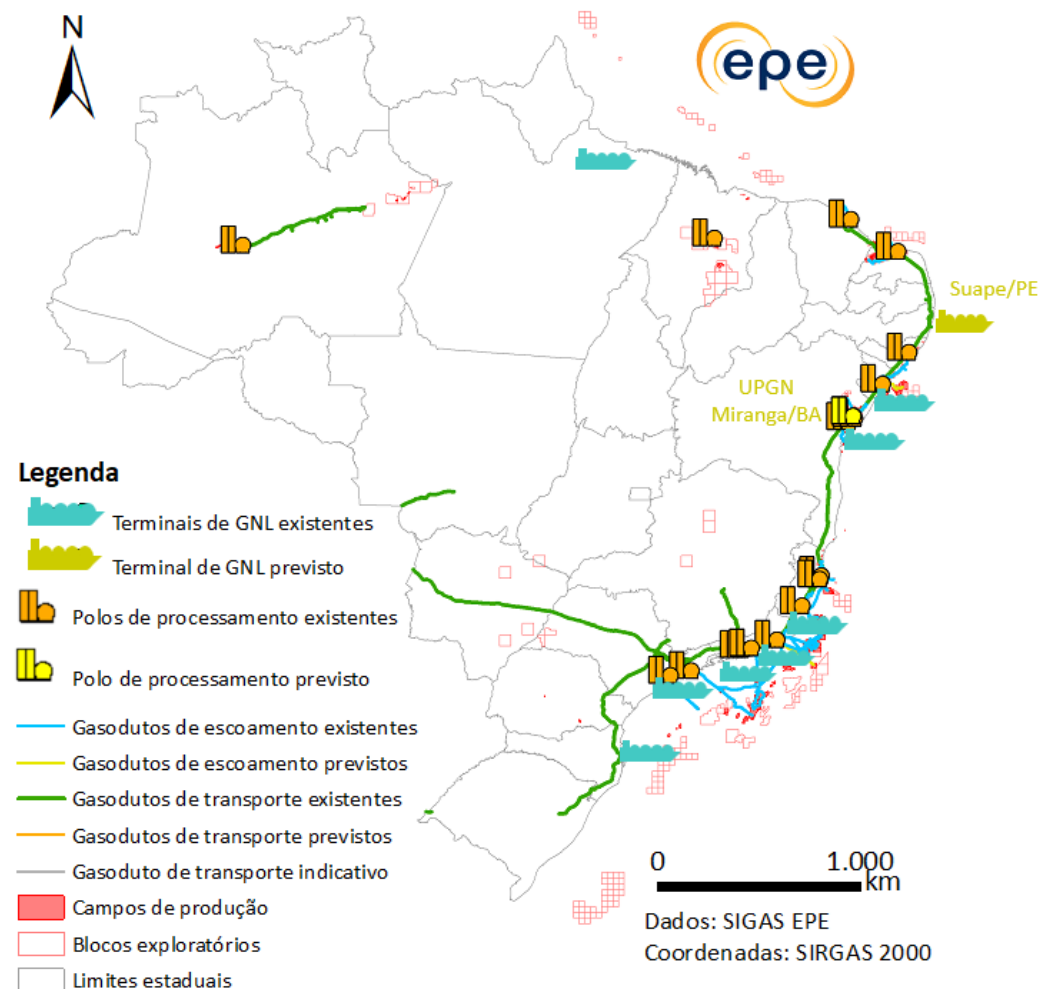 N
epe
Suape/PE
UPGN
Miranga/BA
Legenda
Terminais de GNL existentes
Terminal de GNL previsto
Polos de processamento existentes
Polo de processamento previsto
Gasodutos de escoamento existentes
Gasodutos de escoamento previstos
Gasodutos de transporte existentes
Gasodutos de transporte previstos
Gasoduto de transporte indicativo
Campos de produção
Blocos exploratórios
Limites estaduais
0 1.000
km
Dados: SIGAS EPE
Coordenadas: SIRGAS 2000